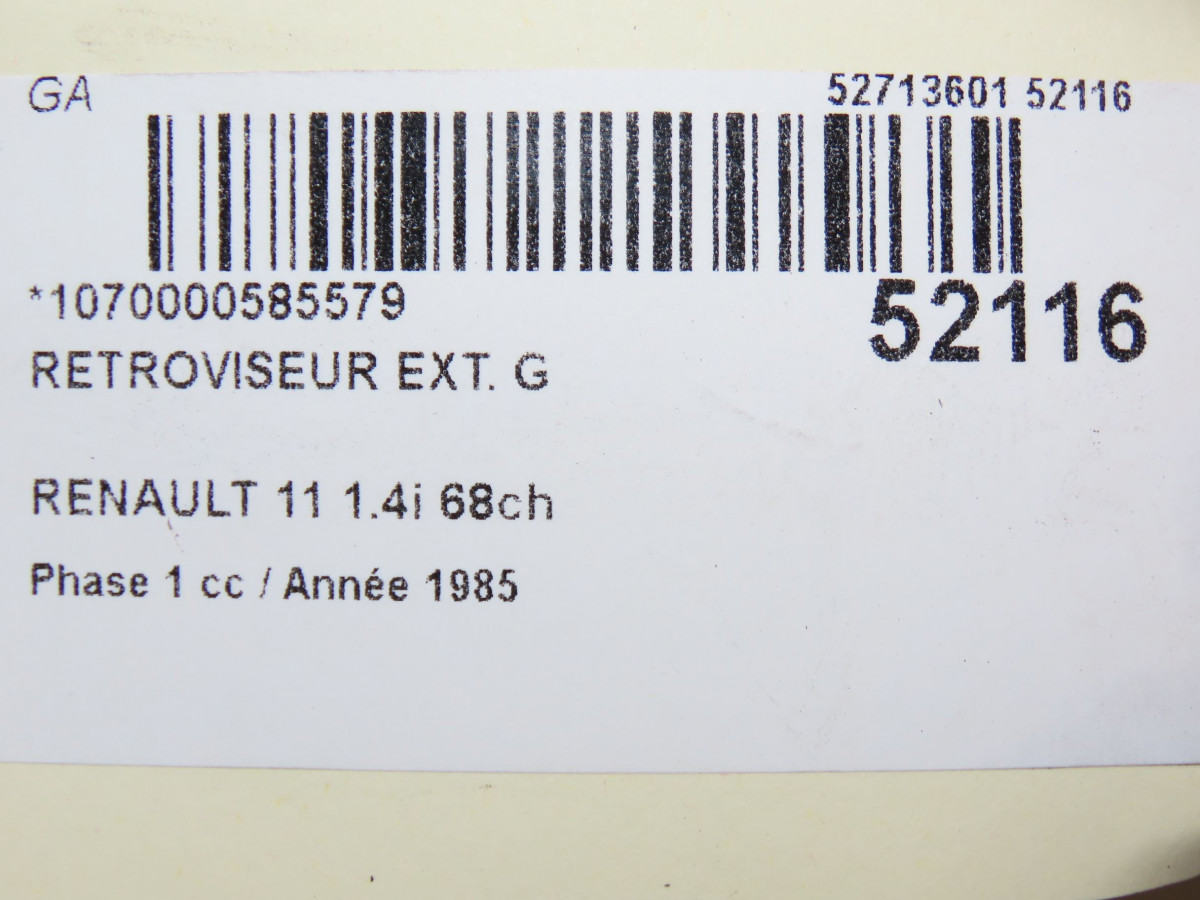 GA
52713601 52116
*1070000585579
52116
RETROVISEUR EXT. G
RENAULT 11 1.4i 68ch
Phase 1 cc / Année 1985